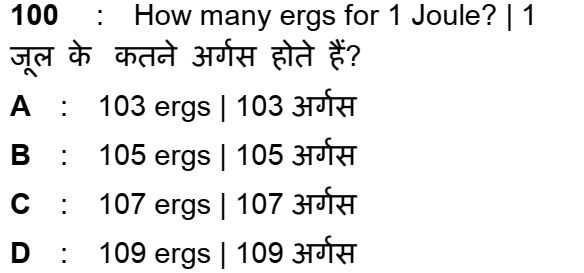 100 : How many ergs for 1 Joule? | 1
जूल के कतने अर्गस होते हैं?
A : 103 ergs | 103 अर्गस
B : 105 ergs | 105 अर्गस
C : 107 ergs | 107 अर्गस
D : 109 ergs | 109 अर्गस